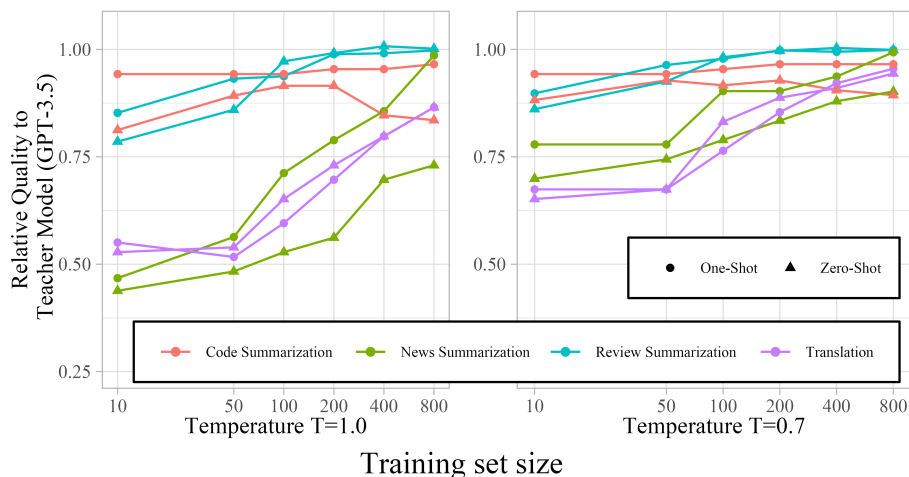 Relative Quality to
Teacher Model (GPT-3.5)
1.00
0.75
0.50
0.25
1.00
0.75
0.50
One-Shot
Zero-Shot
Code Summarization
News Summarization
Review Summarization
Translation
10 50 100 200 400 800
10 50 100 200 400 800
Temperature T=1.0
Temperature T=0.7
Training set size